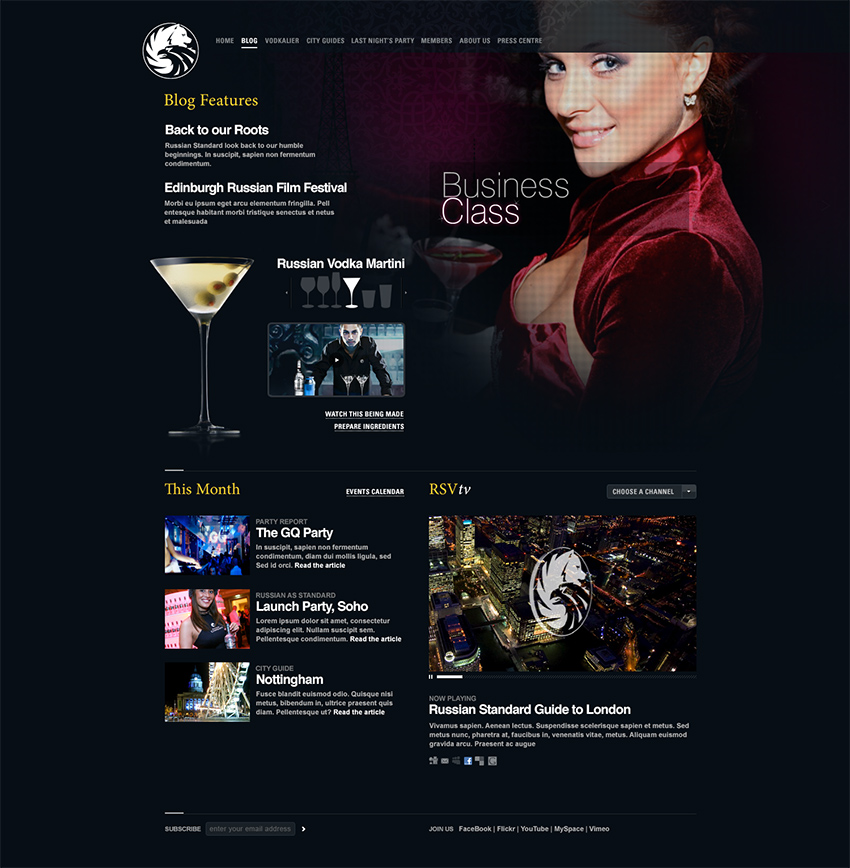 HOME BLOG VODKALIER CITY GUIDES LAST NIGHT'S PARTY MEMBERS ABOUT US PRESS CENTRE
Blog Features
Back to our Roots
Russian Standard look back to our humble
beginnings. In suscipit, sapien non fermentum
condimentum.
Edinburgh Russian Film Festival
Morbi eu ipsum eget arcu elementum fringilla. Pell
entesque habitant morbi tristique senectus et netus
et malesuada
Business
Class
Russian Vodka Martini
WATCH THIS BEING MADE
PREPARE INGREDIENTS
This Month
EVENTS CALENDAR
PARTY REPORT
The GQ Party
In suscipit, sapien non fermentum
condimentum, diam dui mollis ligula, sed
Sed id orci. Read the article
RUSSIAN AS STANDARD
Launch Party, Soho
Lorem ipsum dolor sit amet, consectetur
adipiscing elit. Nullam suscipit sem.
Pellentesque condimentum. Read the article
CITY GUIDE
Nottingham
Fusce blandit euismod odio. Quisque nisi
metus, bibendum in, ultrice praesent quis
diam. Pellentesque ut? Read the article
RSVtv
CHOOSE A CHANNEL
NOW PLAYING
Russian Standard Guide to London
Vivamus sapien. Aenean lectus. Suspendisse scelerisque sapien et metus. Sed
metus nunc, pharetra at, faucibus in, venenatis vitae, metus. Aliquam euismod
gravida arcu. Praesent ac augue
SUBSCRIBE enter your email address
JOIN US FaceBook | Flickr | YouTube | MySpace | Vimeo